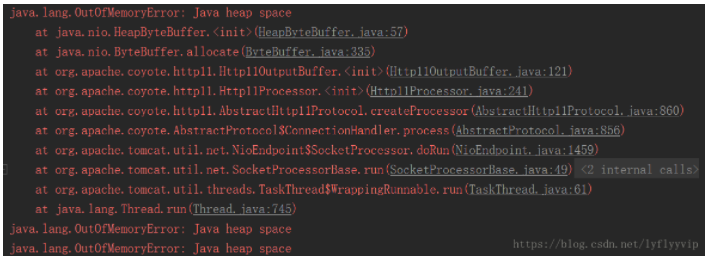 java.lang.OutOfMemoryError: Java heap space
at java.nio.HeapByteBuffer.<init>(HeapByteBuffer.java:57)
at java.nio.ByteBuffer.allocate(ByteBuffer.java:335)
at org.apache.coyote.http11.Http11OutputBuffer.<init>(Http11OutputBuffer.java:121)
at org.apache.coyote.http11.Http11Processor.<init>(Http11Processor.java:241)
at org.apache.coyote.http11.AbstractHttp11Protocol.createProcessor(AbstractHttp11Protocol.java:860)
at org.apache.coyote.AbstractProtocol$ConnectionHandler.process(AbstractProtocol.java:856)
at org.apache.tomcat.util.net.NioEndpoint$SocketProcessor.doRun(NioEndpoint.java:1459)
at org.apache.tomcat.util.net.SocketProcessorBase.run(SocketProcessorBase.java:49) <2 internal calls>
at org.apache.tomcat.util.threads.TaskThread$WrappingRunnable.run(TaskThread.java:61)
at java.lang.Thread.run(Thread.java:745)
java.lang.OutOfMemoryError: Java heap space
java.lang.OutOfMemoryError: Java heap space
https://blog.csdn.net/lyflyyvip